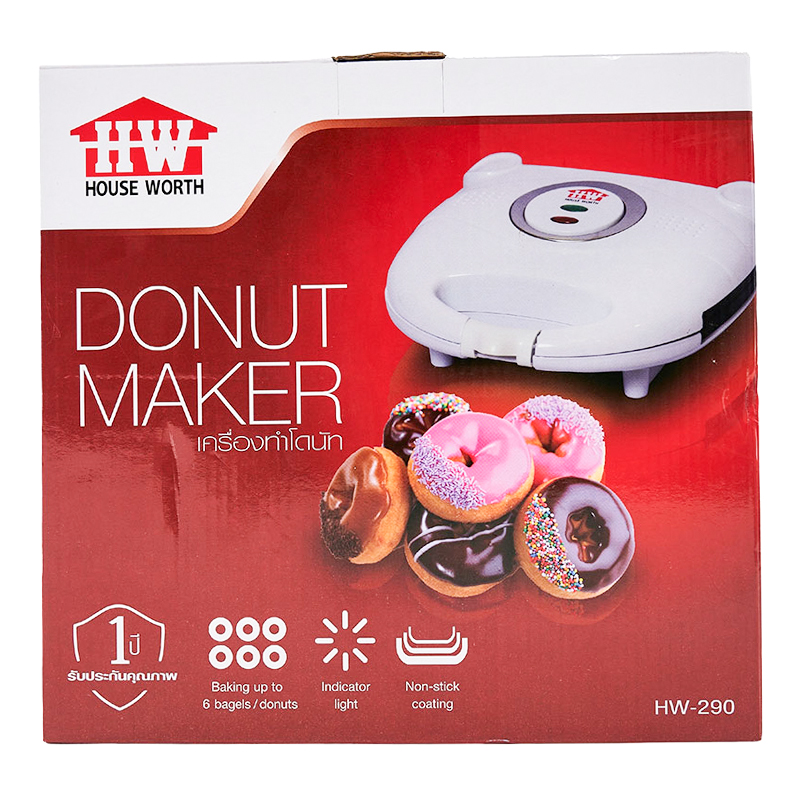 HW
HOUSE WORTH
HW
HOUSE WORTH
DONUT
MAKER
เครื่องทำโดนัท
1 ปี
รับประกันคุณภาพ
Baking up to
6 bagels / donuts
Indicator
light
Non-stick
coating
HW-290